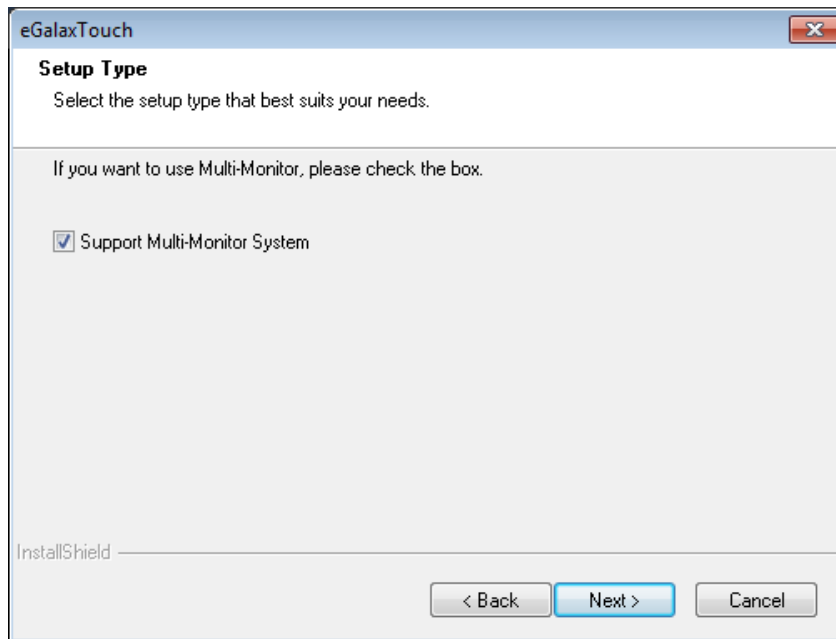 eGalaxTouch
Setup Type
Select the setup type that best suits your needs.
If you want to use Multi-Monitor, please check the box.
Support Multi-Monitor System
InstallShield
< Back
Next >
Cancel